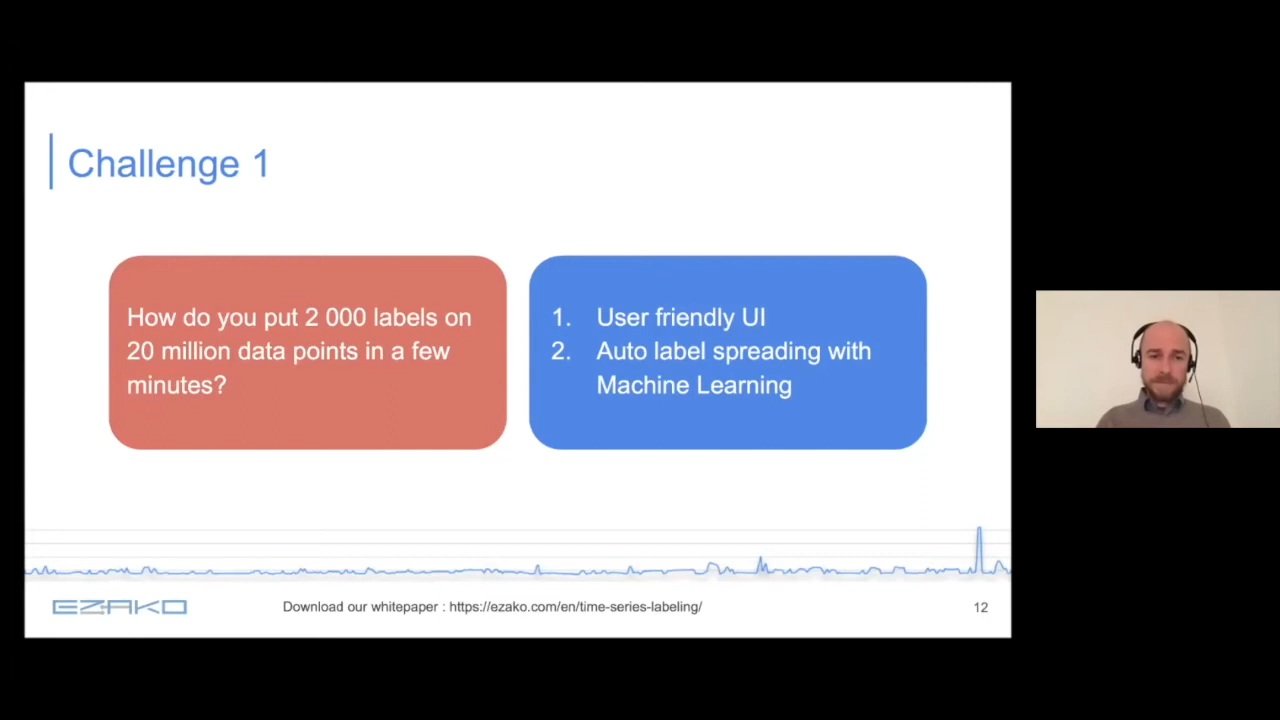 Challenge 1
How do you put 2 000 labels on
20 million data points in a few
minutes?
1. User friendly UI
2. Auto label spreading with
Machine Learning
EZAKO
Download our whitepaper : https://ezako.com/en/time-series-labeling/
12